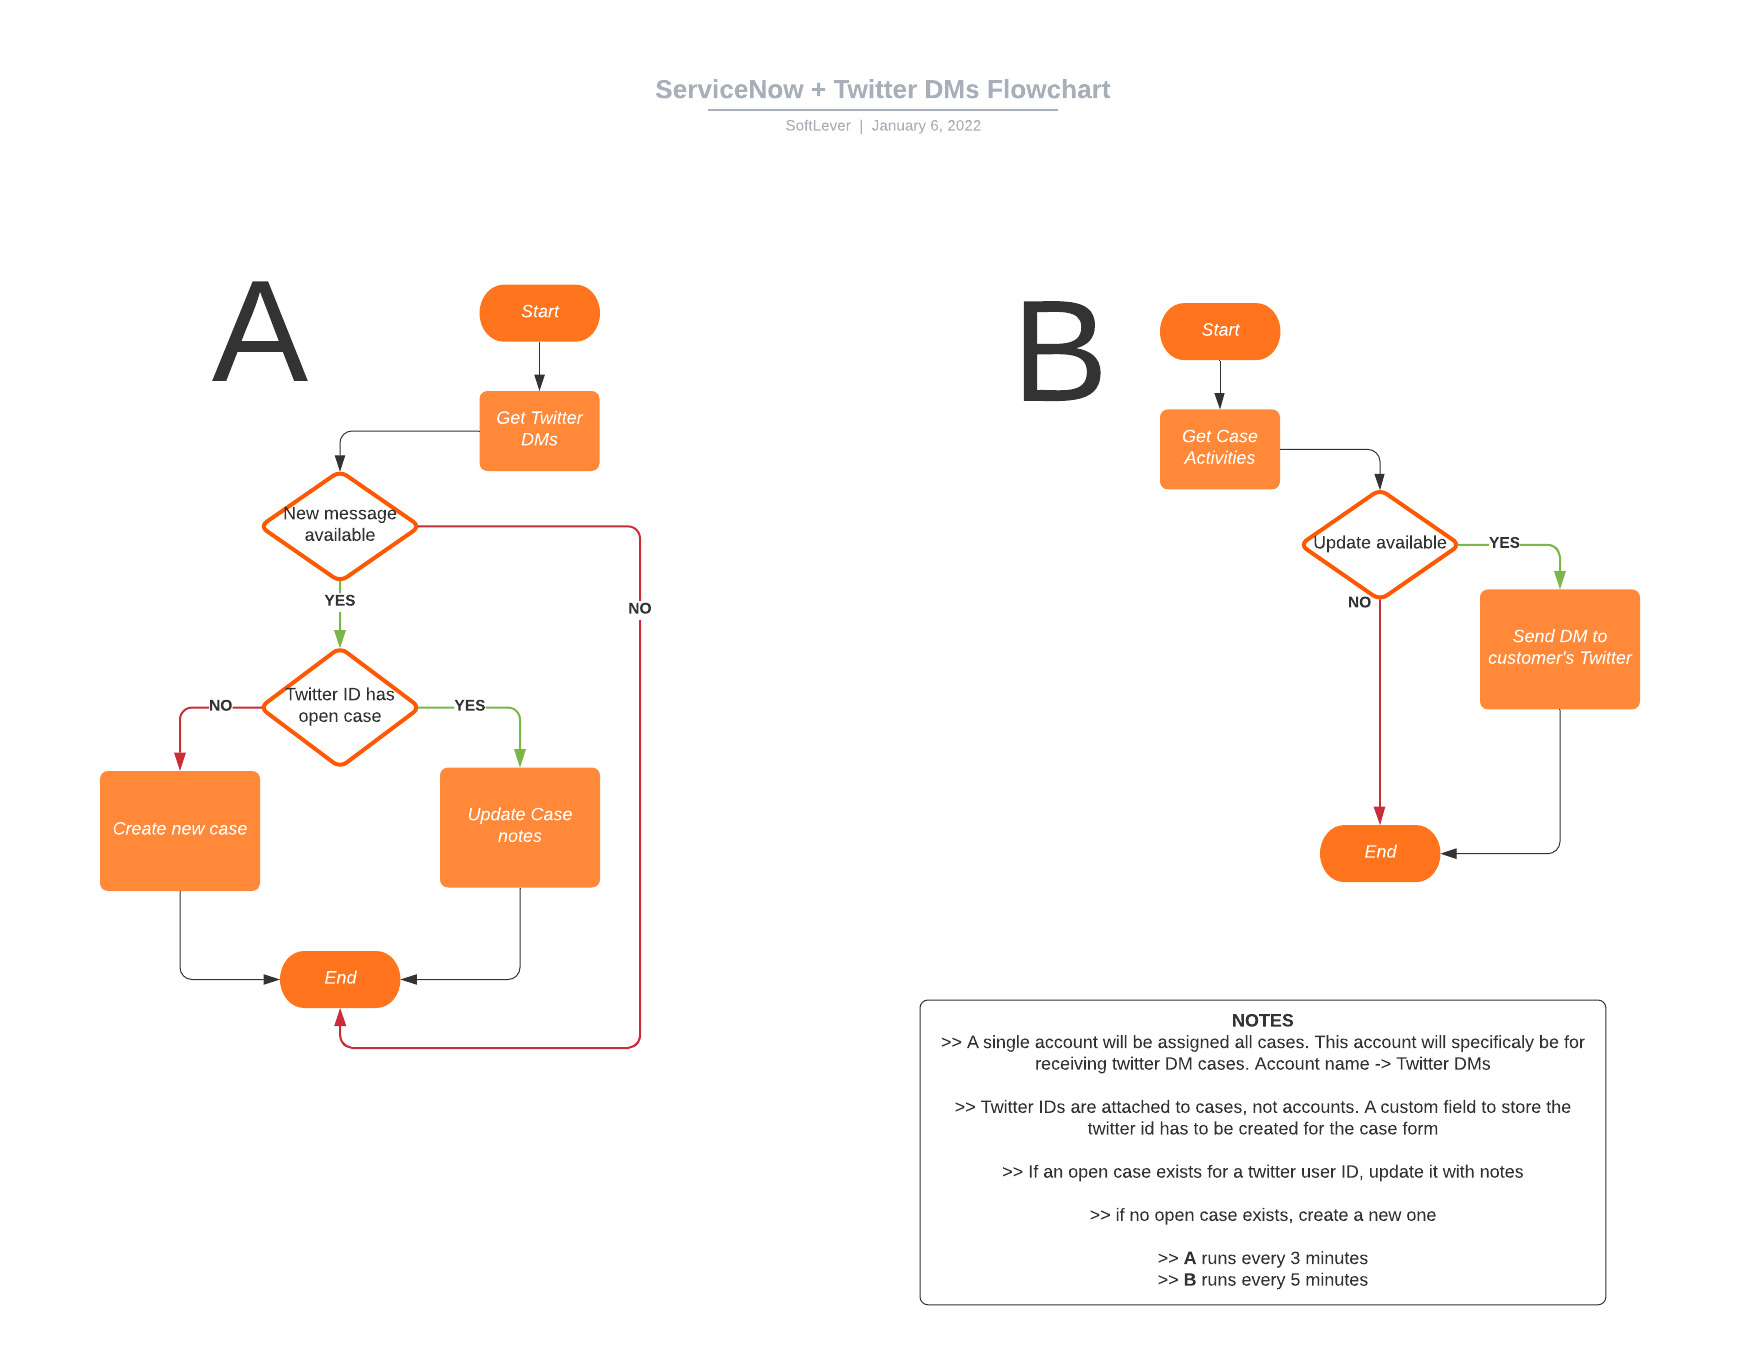 ServiceNow + Twitter DMs Flowchart
SoftLever | January 6, 2022
A
Start
Get Twitter
DMs
New message
available
YES
NO
Twitter ID has
open case
NO
YES
Create new case
Update Case
notes
End
B
Start
Get Case
Activities
Update available
YES
NO
Send DM to
customer's Twitter
End
NOTES
>> A single account will be assigned all cases. This account will specificaly be for
receiving twitter DM cases. Account name -> Twitter DMs
>> Twitter IDs are attached to cases, not accounts. A custom field to store the
twitter id has to be created for the case form
>> If an open case exists for a twitter user ID, update it with notes
>> if no open case exists, create a new one
>> A runs every 3 minutes
>> B runs every 5 minutes